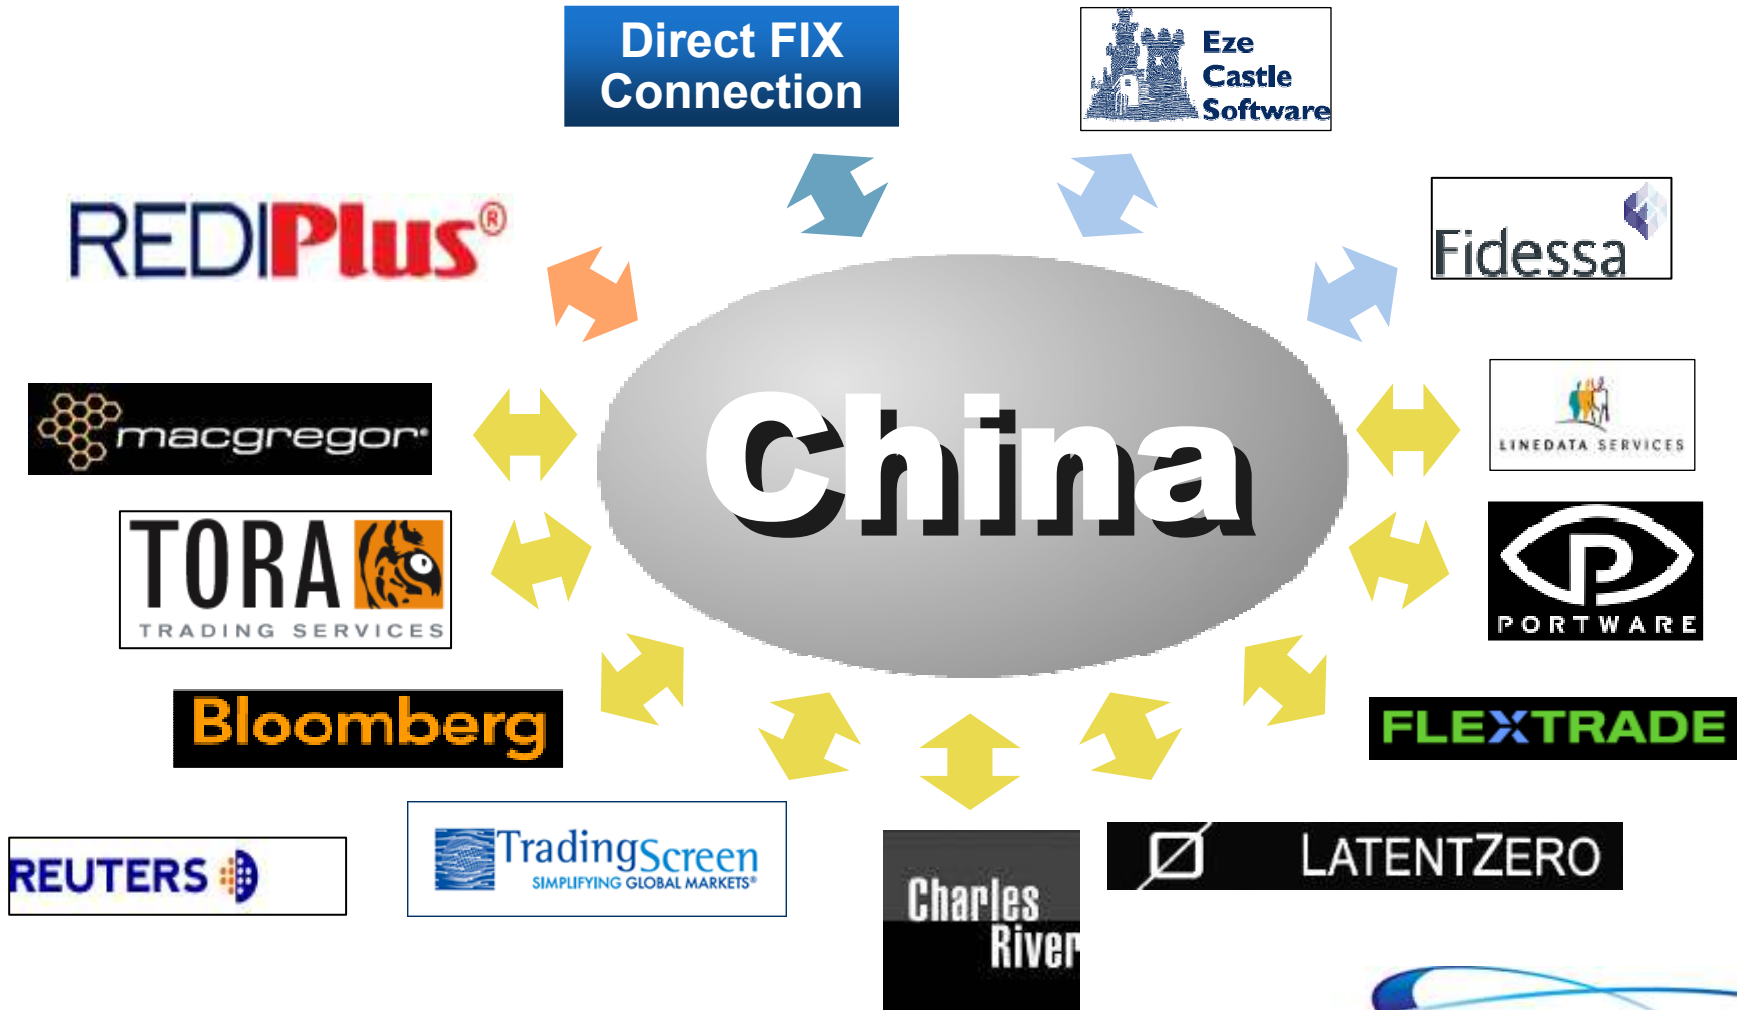 Direct FIX
Connection
Eze
Castle
Software
REDIPlus®
Fidessa
macgregor®
China
LINEDATA SERVICES
TORA
TRADING SERVICES
P
PORTWARE
Bloomberg
FLEXTRADE
REUTERS
TradingScreen
SIMPLIFYING GLOBAL MARKETS®
Charles
River
LATENTZERO